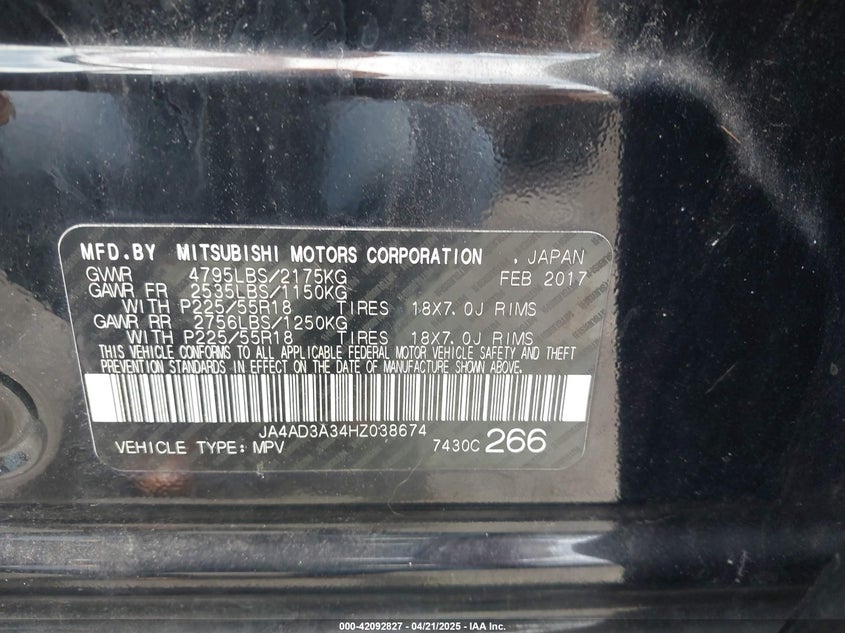 MFD.BY MITSUBISHI MOTORS CORPORATION , JAPAN
GVWR 4795LBS/2175KG FEB 2017
GAWR FR 2535LBS/1150KG
WITH P225/55R18 TIRES 18X7.0J RIMS
GAWR RR 2756LBS/1250KG
WITH P225/55R18 TIRES 18X7.0J RIMS
THIS VEHICLE CONFORMS TO ALL APPLICABLE FEDERAL MOTOR VEHICLE SAFETY AND THEFT
PREVENTION STANDARDS IN EFFECT ON THE DATE OF MANUFACTURE SHOWN ABOVE.
JA4AD3A34HZ038674
VEHICLE TYPE:MPV 7430C 266
000-42092827 - 04/21/2025 - IAA Inc.